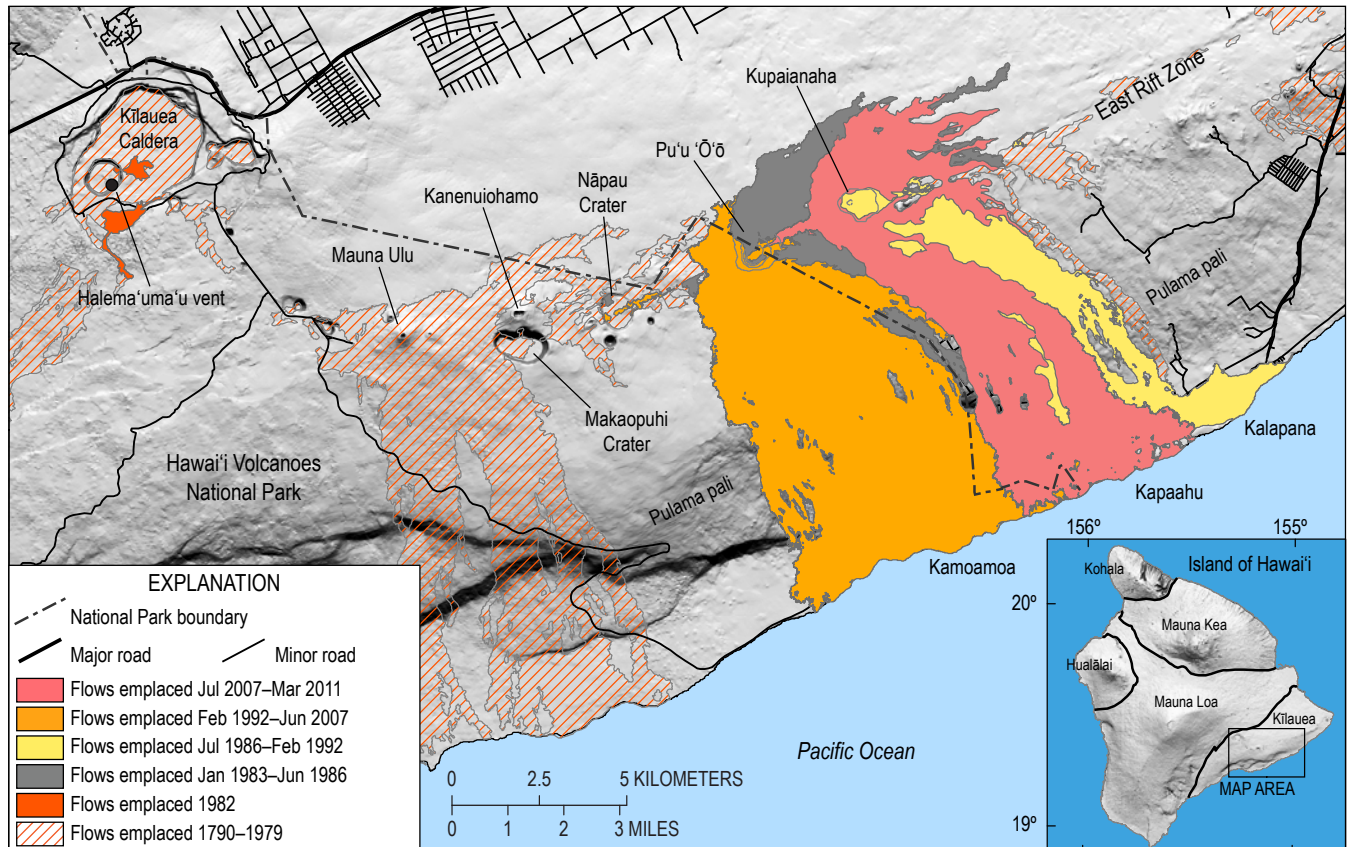 Kīlauea
Caldera
Halemaʻumaʻu vent
Mauna Ulu
Kanenuiohamo
Nāpau
Crater
Puʻu ʻŌʻō
Kupaianaha
East Rift Zone
Makaopuhi
Crater
Hawaiʻi Volcanoes
National Park
Pulama pali
Pulama pali
Kalapana
Kapaahu
Kamoamoa
Pacific Ocean
EXPLANATION
National Park boundary
Major road
Minor road
Flows emplaced Jul 2007–Mar 2011
Flows emplaced Feb 1992–Jun 2007
Flows emplaced Jul 1986–Feb 1992
Flows emplaced Jan 1983–Jun 1986
Flows emplaced 1982
Flows emplaced 1790–1979
0 2.5 5 KILOMETERS
0 1 2 3 MILES
156º 155º
20º
19º
Island of Hawaiʻi
Kohala
Mauna Kea
Hualālai
Mauna Loa
Kīlauea
MAP AREA